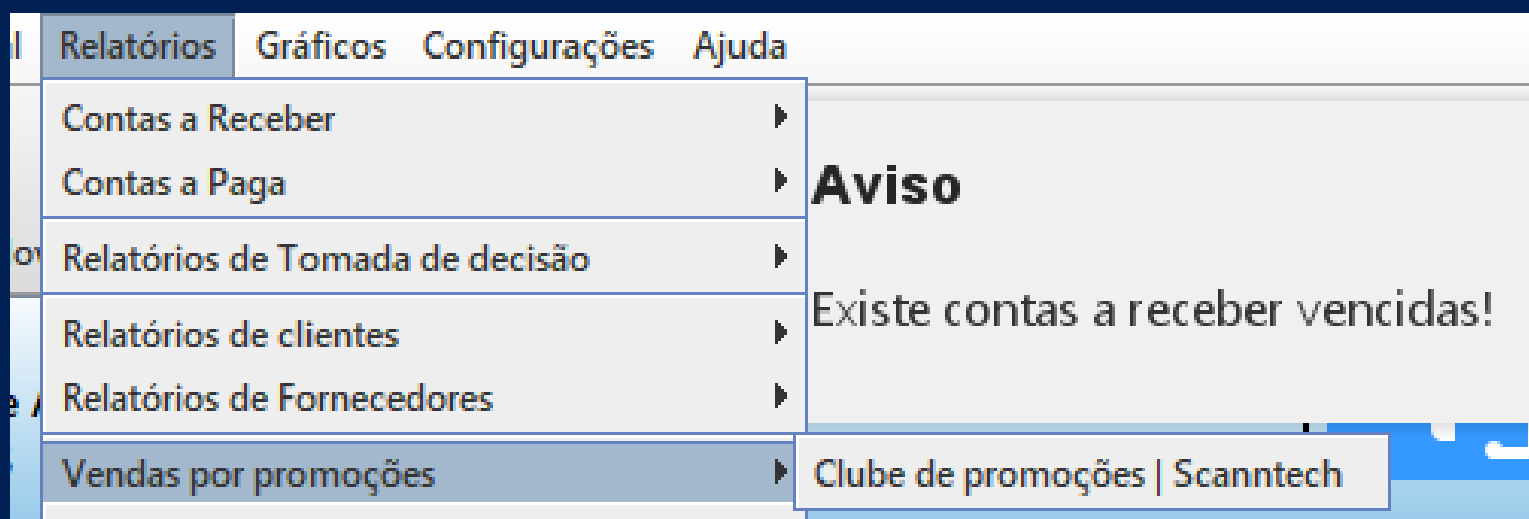 Relatórios Gráficos Configurações Ajuda
Contas a Receber
Contas a Paga
Aviso
Relatórios de Tomada de decisão
Existe contas a receber vencidas!
Relatórios de clientes
Relatórios de Fornecedores
Vendas por promoções
Clube de promoções | Scanntech